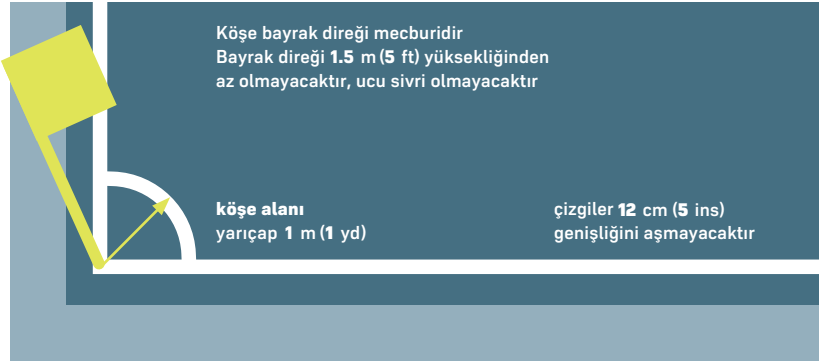 Köşe bayrak direği mecburidir
Bayrak direği 1.5 m (5 ft) yüksekliğinden
az olmayacaktır, ucu sivri olmayacaktır
köşe alanı
yarıçap 1 m (1 yd)
çizgiler 12 cm (5 ins)
genişliğini aşmayacaktır